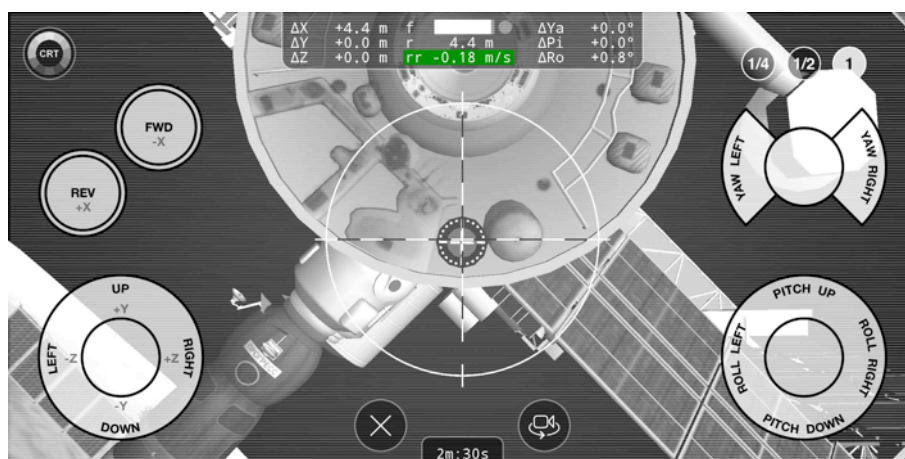 ΔX +4.4 m f ΔYa +0.0°
ΔY +0.0 m r 4.4 m ΔPi +0.0°
ΔZ +0.0 m rr -0.18 m/s ΔRo +0.8°
CRT
1/4 1/2 1
FWD
-X
REV
+X
YAW LEFT
YAW RIGHT
UP
+Y
LEFT
-Z
+Z
RIGHT
-Y
DOWN
PITCH UP
ROLL LEFT
ROLL RIGHT
PITCH DOWN
2m:30s